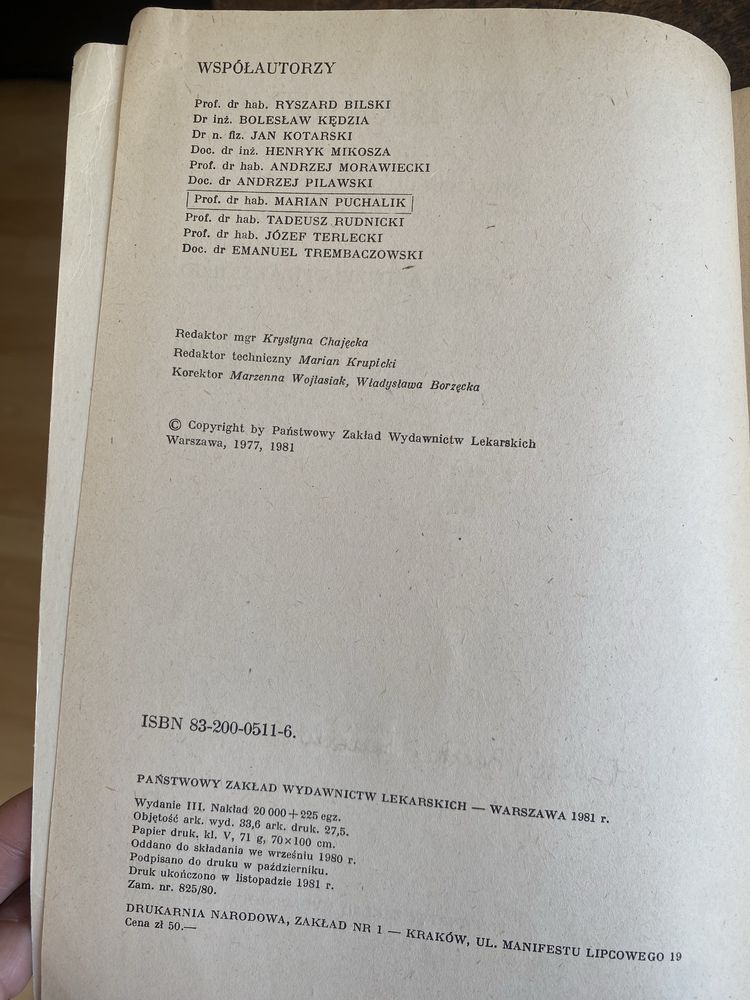 WSPÓŁAUTORZY
Prof. dr hab. RYSZARD BILSKI
Dr inż. BOLESŁAW KĘDZIA
Dr n. fiz. JAN KOTARSKI
Doc. dr inż. HENRYK MIKOSZA
Prof. dr hab. ANDRZEJ MORAWIECKI
Doc. dr ANDRZEJ PILAWSKI
Prof. dr hab. MARIAN PUCHALIK
Prof. dr hab. TADEUSZ RUDNICKI
Prof. dr hab. JÓZEF TERLECKI
Doc. dr EMANUEL TREMBACZOWSKI
Redaktor mgr Krystyna Chajęcka
Redaktor techniczny Marian Krupicki
Korektor Marzenna Wojtasiak, Władysława Borzęcka
© Copyright by Państwowy Zakład Wydawnictw Lekarskich
Warszawa, 1977, 1981
ISBN 83-200-0511-6.
PAŃSTWOWY ZAKŁAD WYDAWNICTW LEKARSKICH — WARSZAWA 1981 r.
Wydanie III. Nakład 20 000+225 egz.
Objętość ark. wyd. 33,6 ark. druk. 27,5.
Papier druk. kl. V, 71 g, 70×100 cm.
Oddano do składania we wrześniu 1980 r.
Podpisano do druku w październiku.
Druk ukończono w listopadzie 1981 r.
Zam. nr. 825/80.
DRUKARNIA NARODOWA, ZAKŁAD NR 1 — KRAKÓW, UL. MANIFESTU LIPCOWEGO 19
Cena zł 50.—